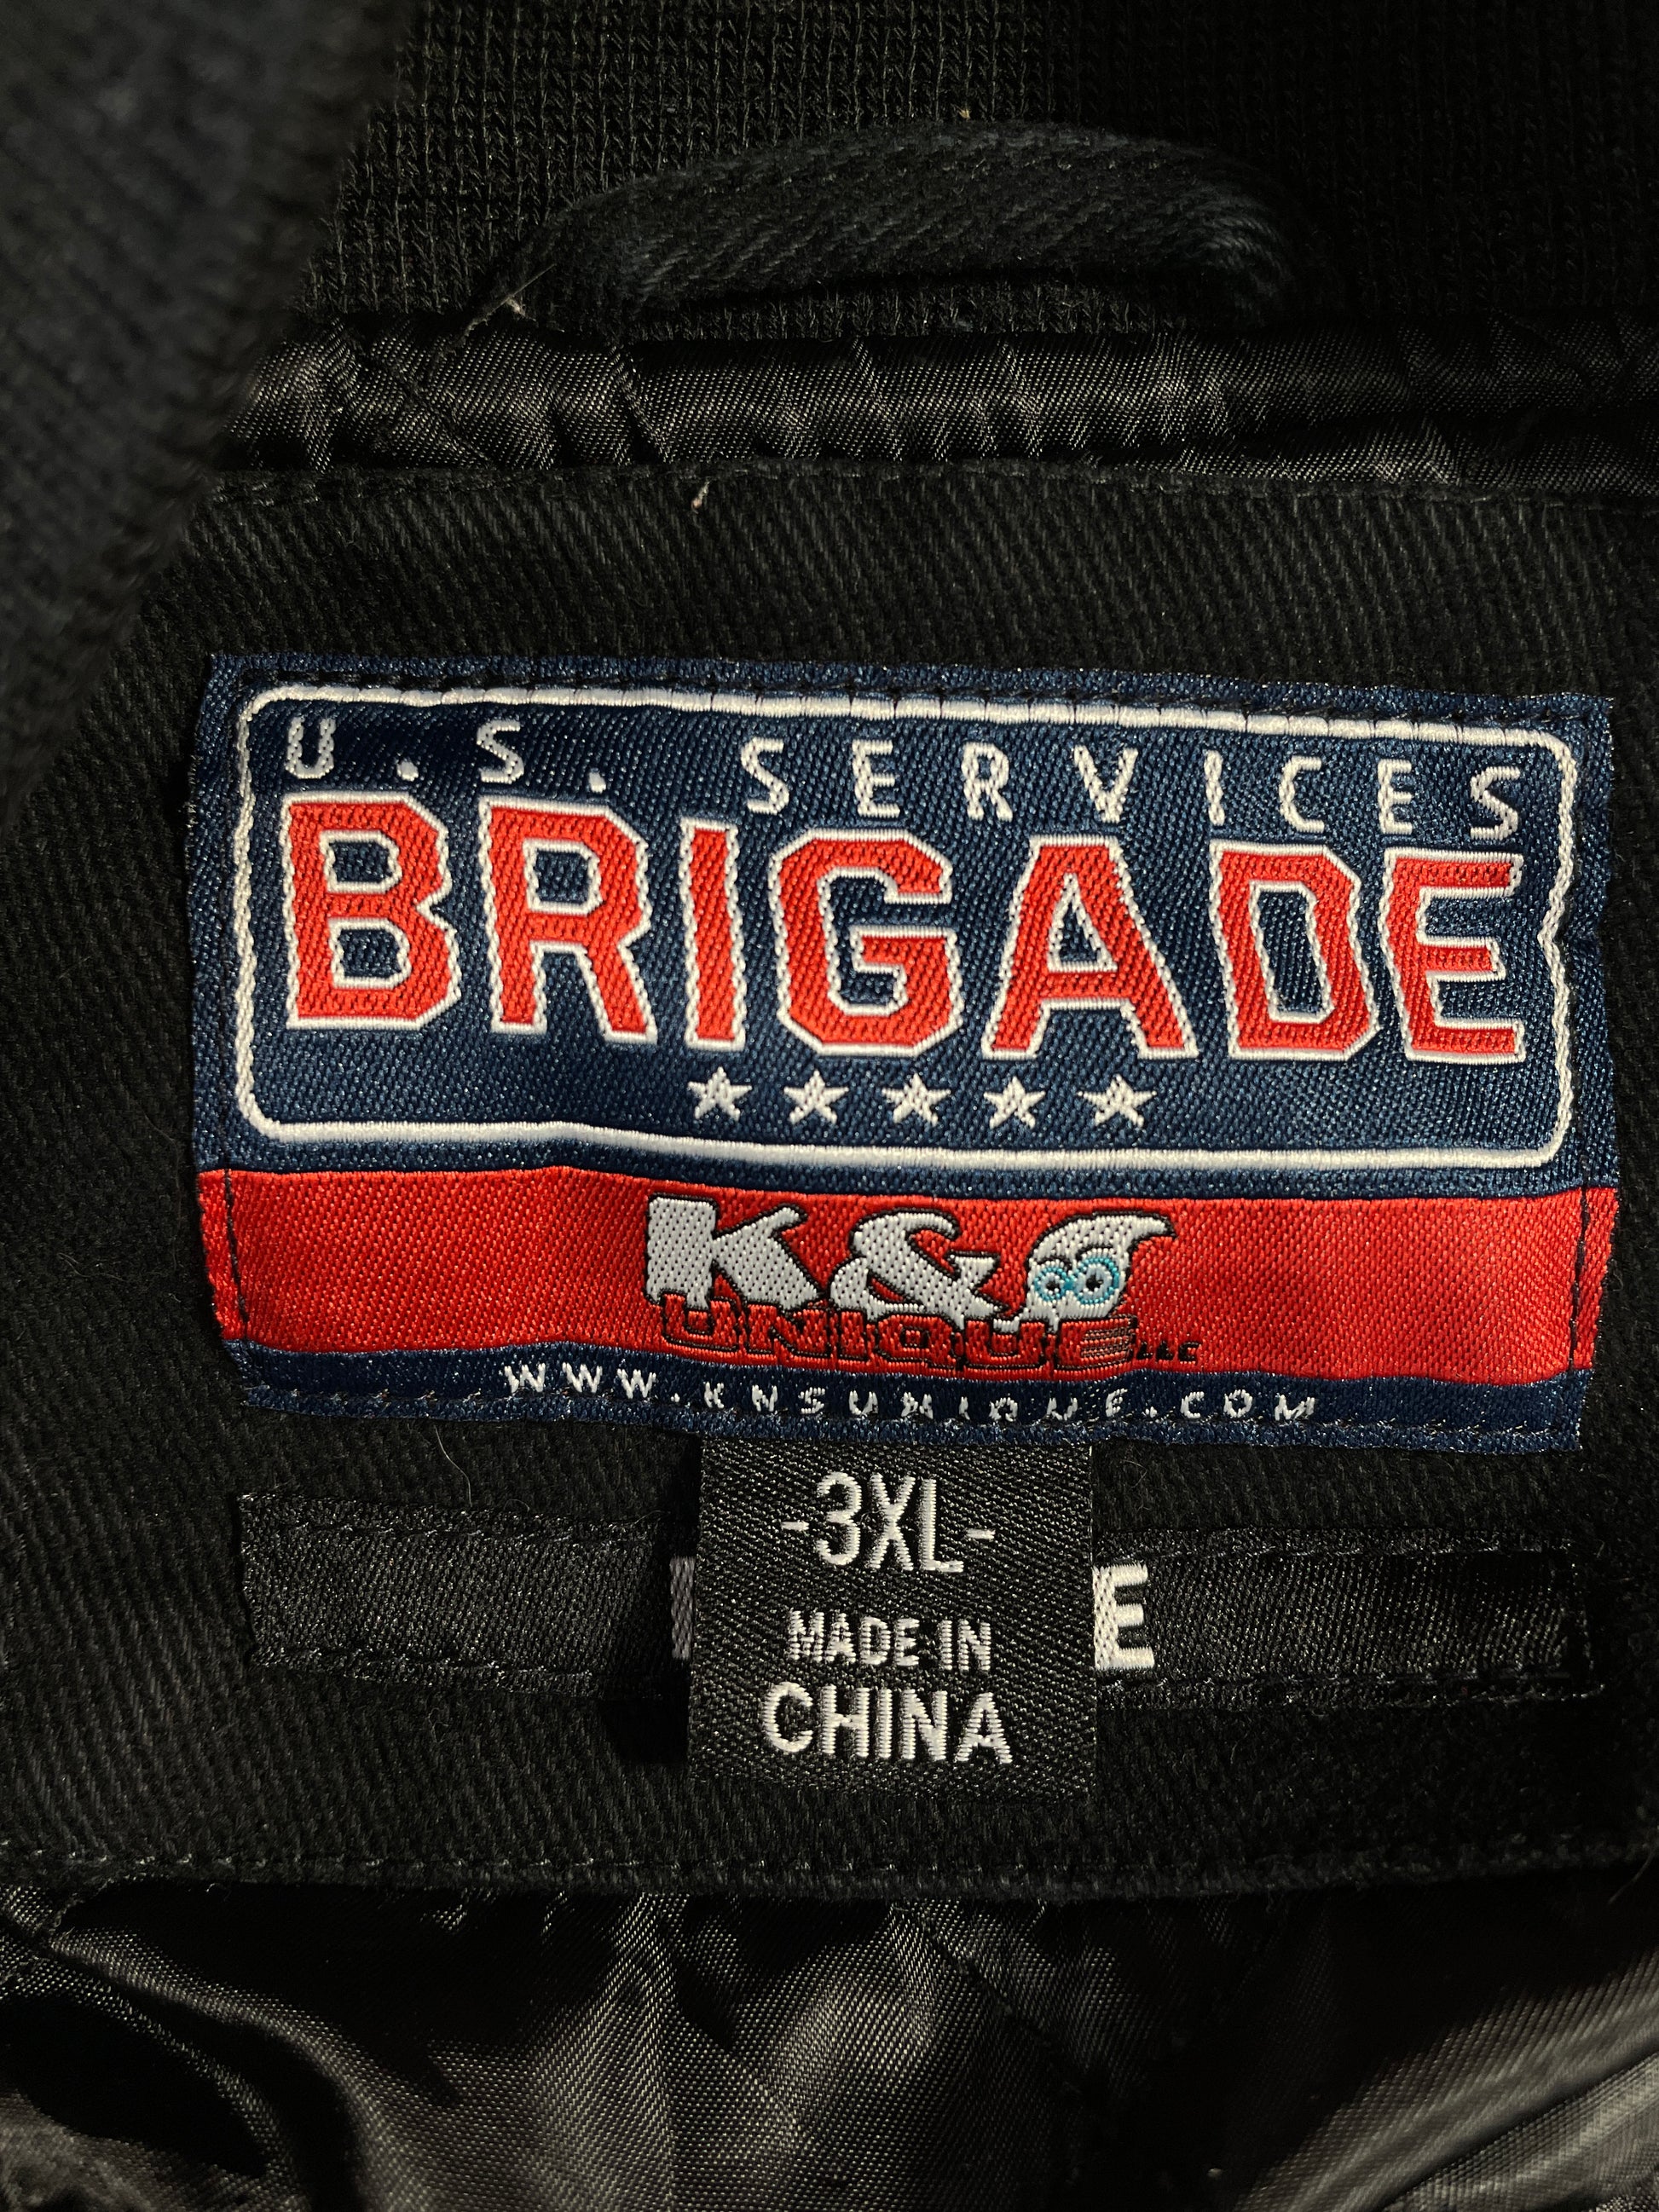 U.S. SERVICES
BRIGADE
K&S
UNIQUE LLC
WWW.KNSUNIQUE.COM
-3XL-
MADE IN
CHINA